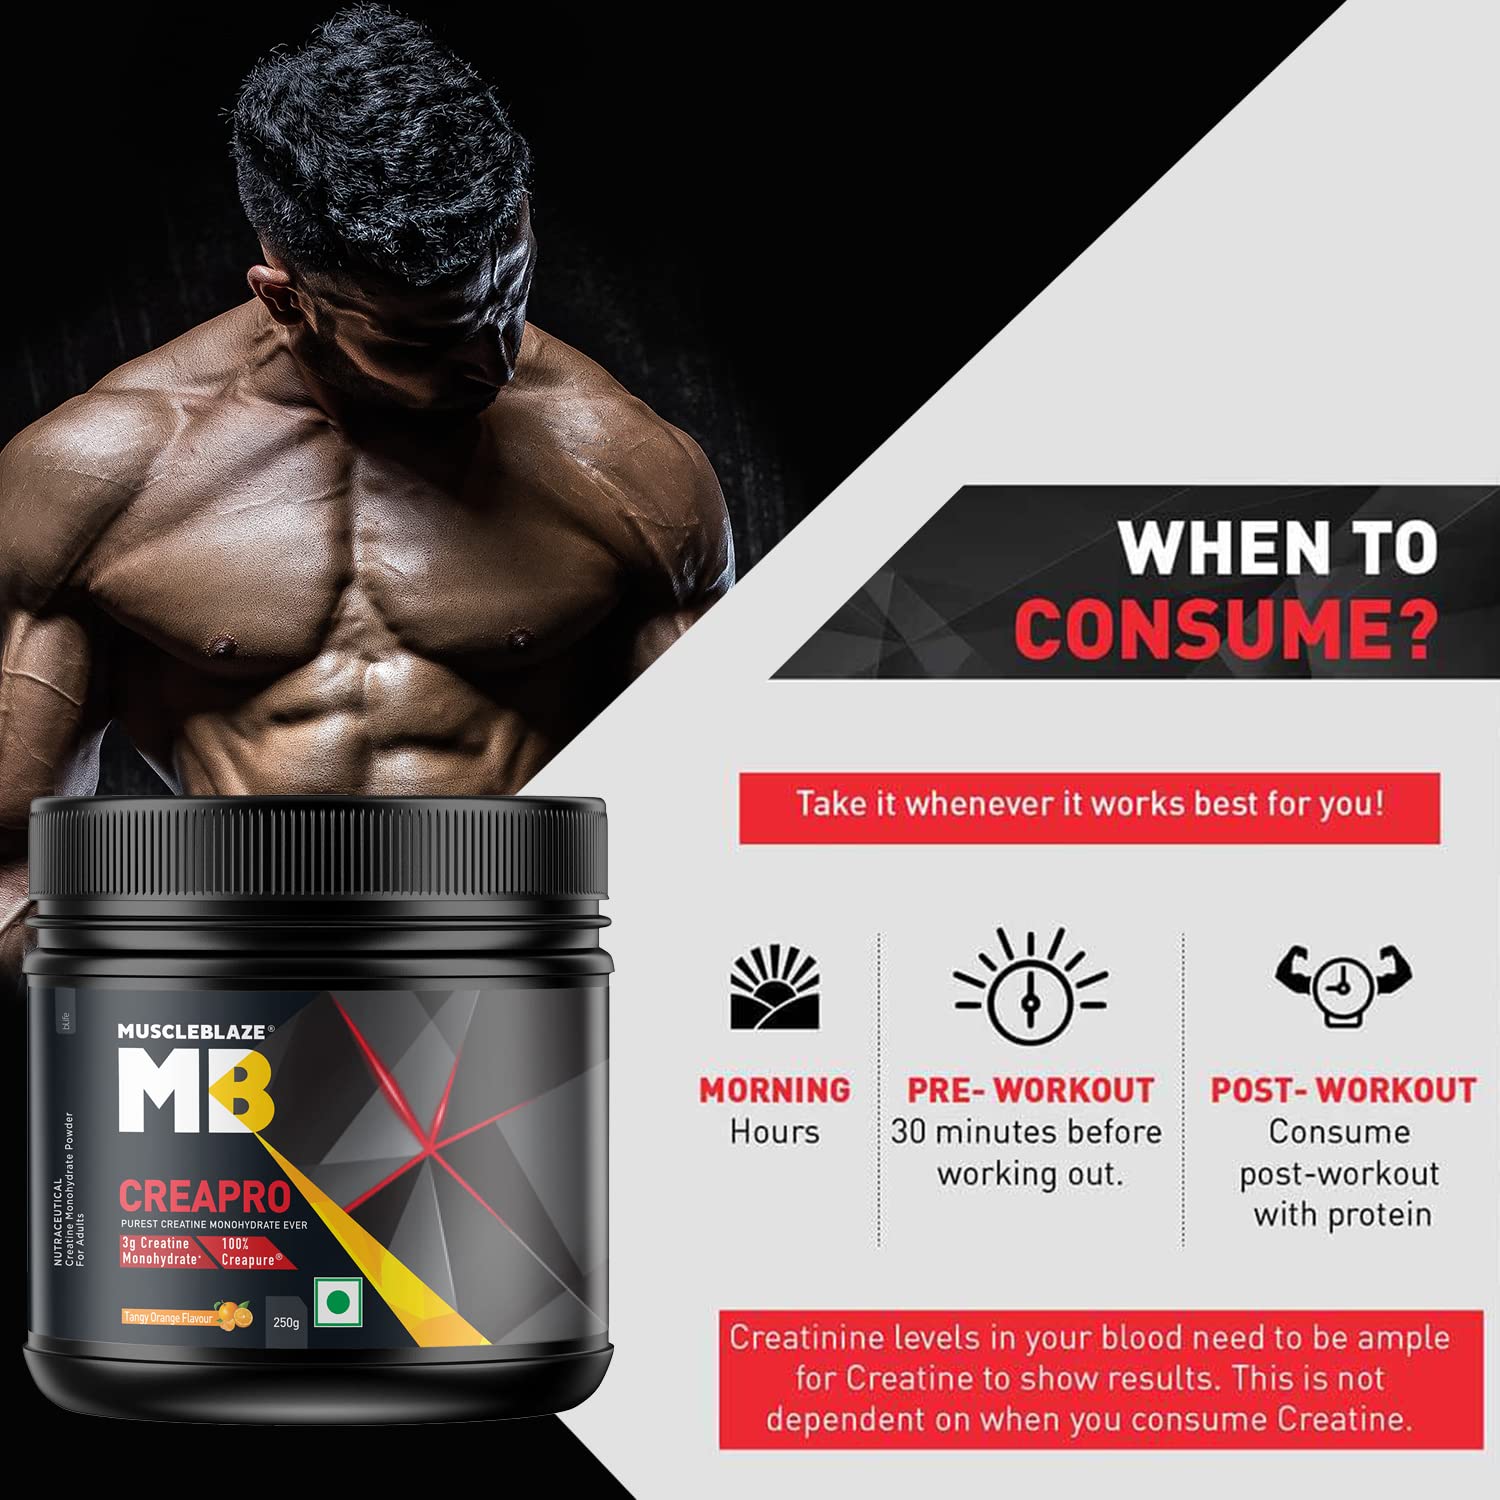 WHEN TO
CONSUME?
Take it whenever it works best for you!
MORNING
Hours
PRE- WORKOUT
30 minutes before
working out.
POST- WORKOUT
Consume
post-workout
with protein
Creatinine levels in your blood need to be ample
for Creatine to show results. This is not
dependent on when you consume Creatine.
bLife
MUSCLEBLAZE®
MB
CREAPRO
PUREST CREATINE MONOHYDRATE EVER
3g Creatine
Monohydrate*
100%
Creapure®
Tangy Orange Flavour
250g
NUTRACEUTICAL
Creatine Monohydrate Powder
For Adults